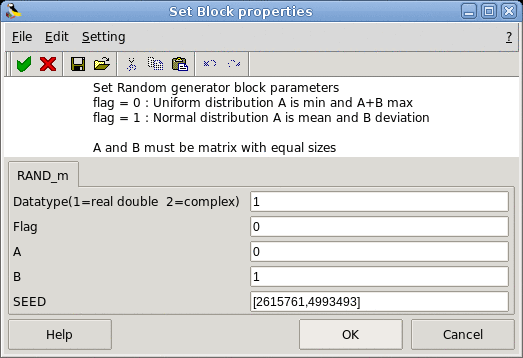 Set Block properties
File Edit Setting ?
Set Random generator block parameters
flag = 0 : Uniform distribution A is min and A+B max
flag = 1 : Normal distribution A is mean and B deviation
A and B must be matrix with equal sizes
RAND_m
Datatype(1=real double 2=complex) 1
Flag 0
A 0
B 1
SEED [2615761,4993493]
Help OK Cancel